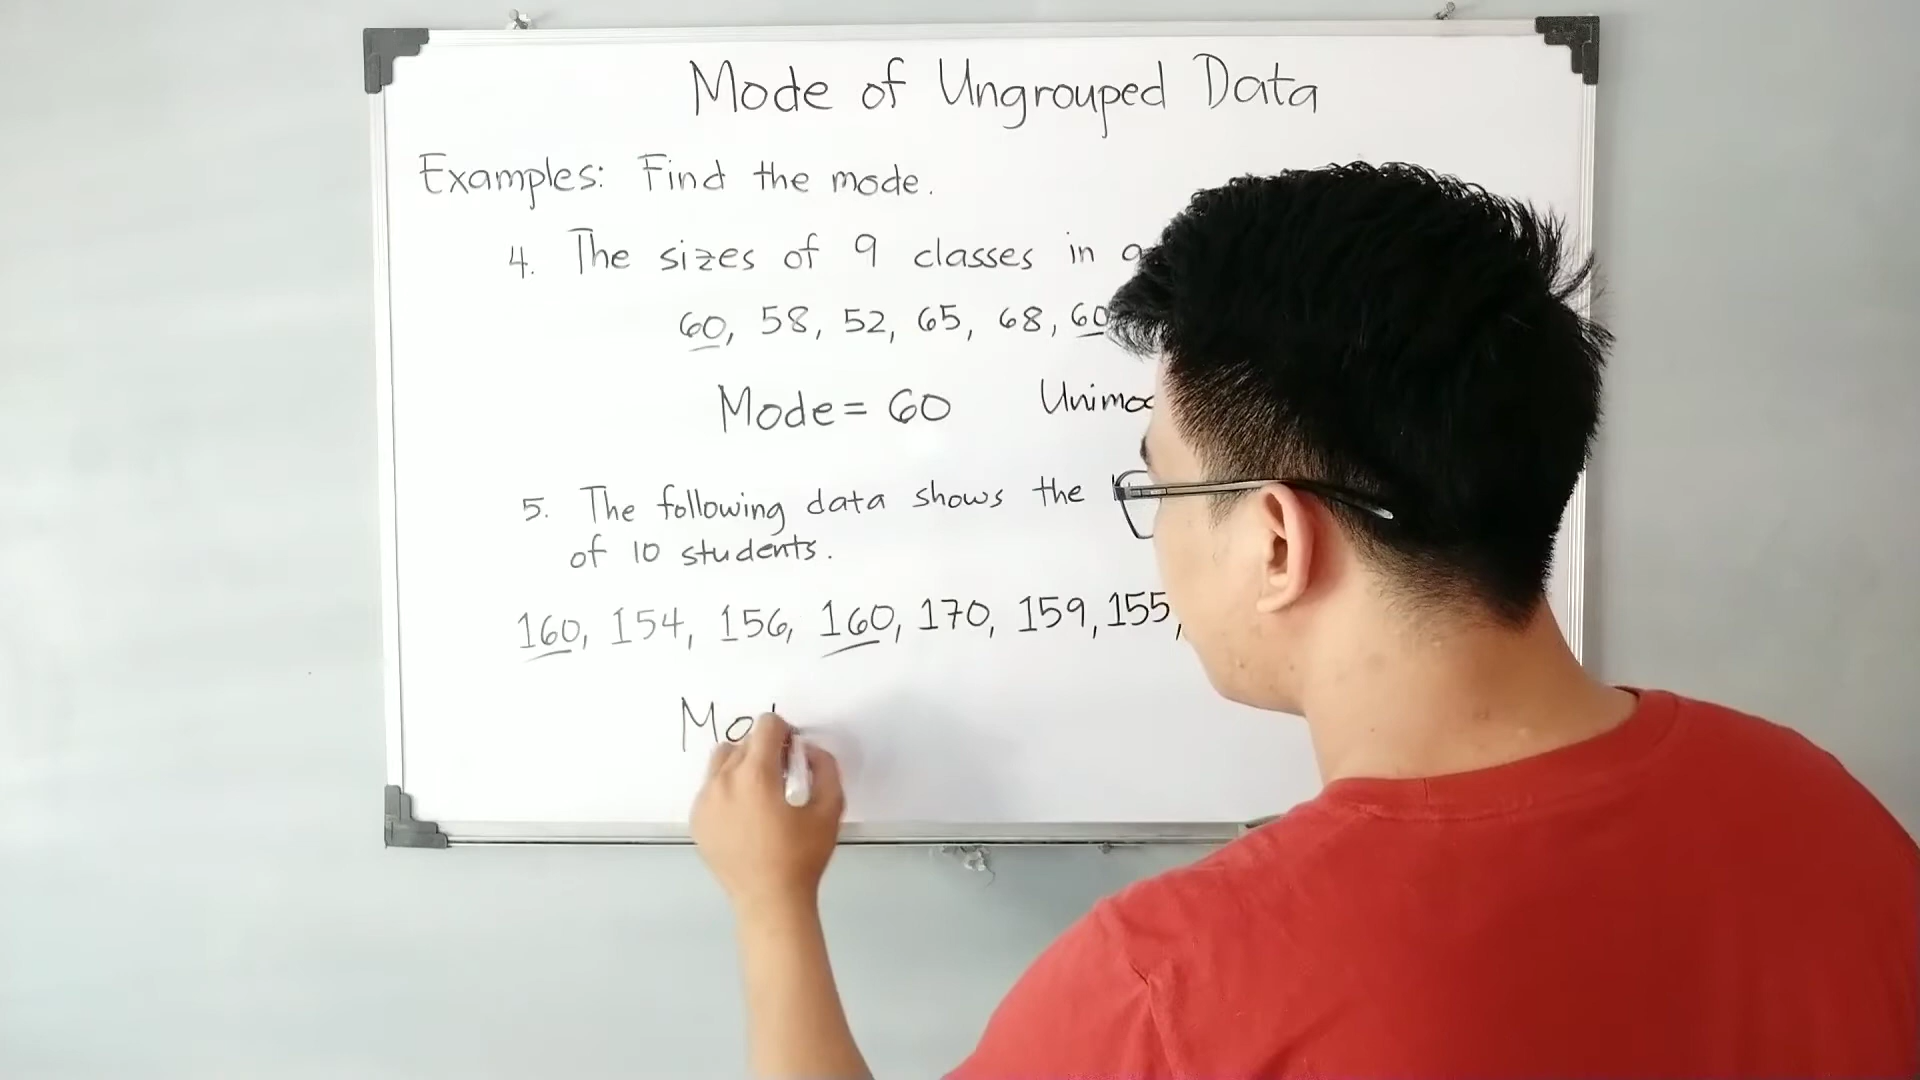 Mode of Ungrouped Data
Examples: Find the mode.
4. The sizes of 9 classes in a
60, 58, 52, 65, 68, 60
Mode = 60 Unimod
5. The following data shows the
of 10 students.
160, 154, 156, 160, 170, 159, 155,
Mo